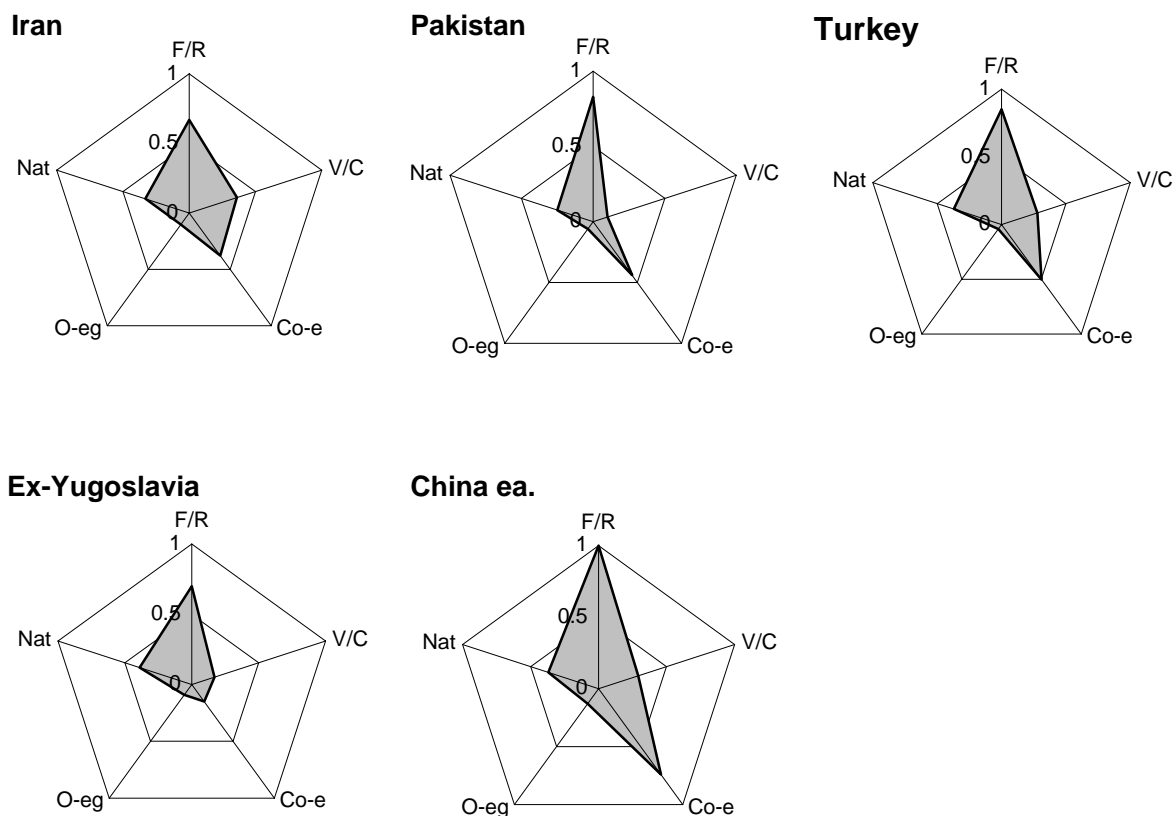 Iran
F/R
1
0.5
Nat
V/C
0
O-eg
Co-e
Pakistan
F/R
1
0.5
Nat
V/C
0
O-eg
Co-e
Turkey
F/R
1
0.5
Nat
V/C
0
O-eg
Co-e
Ex-Yugoslavia
F/R
1
0.5
Nat
V/C
0
O-eg
Co-e
China ea.
F/R
1
0.5
Nat
V/C
0
O-eg
Co-e